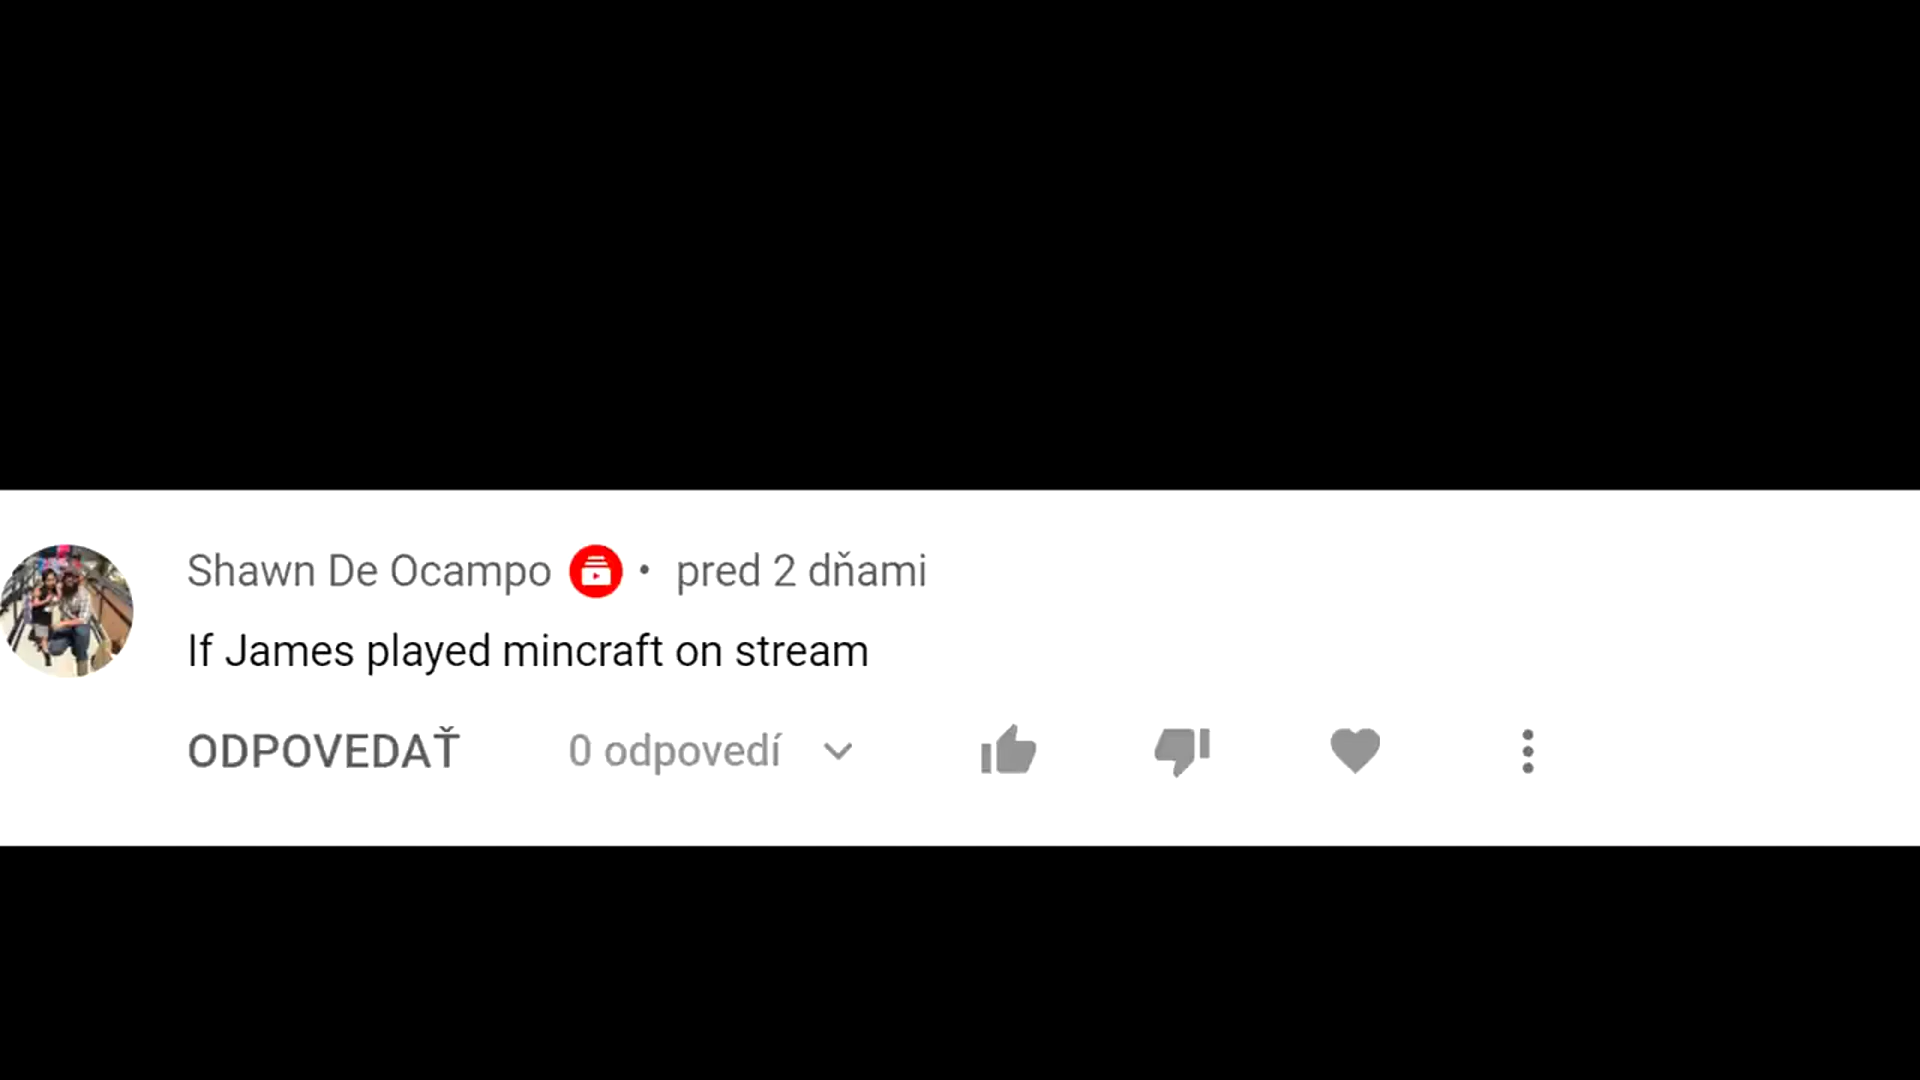 Shawn De Ocampo • pred 2 dňami
If James played mincraft on stream
ODPOVEDAŤ 0 odpovedí